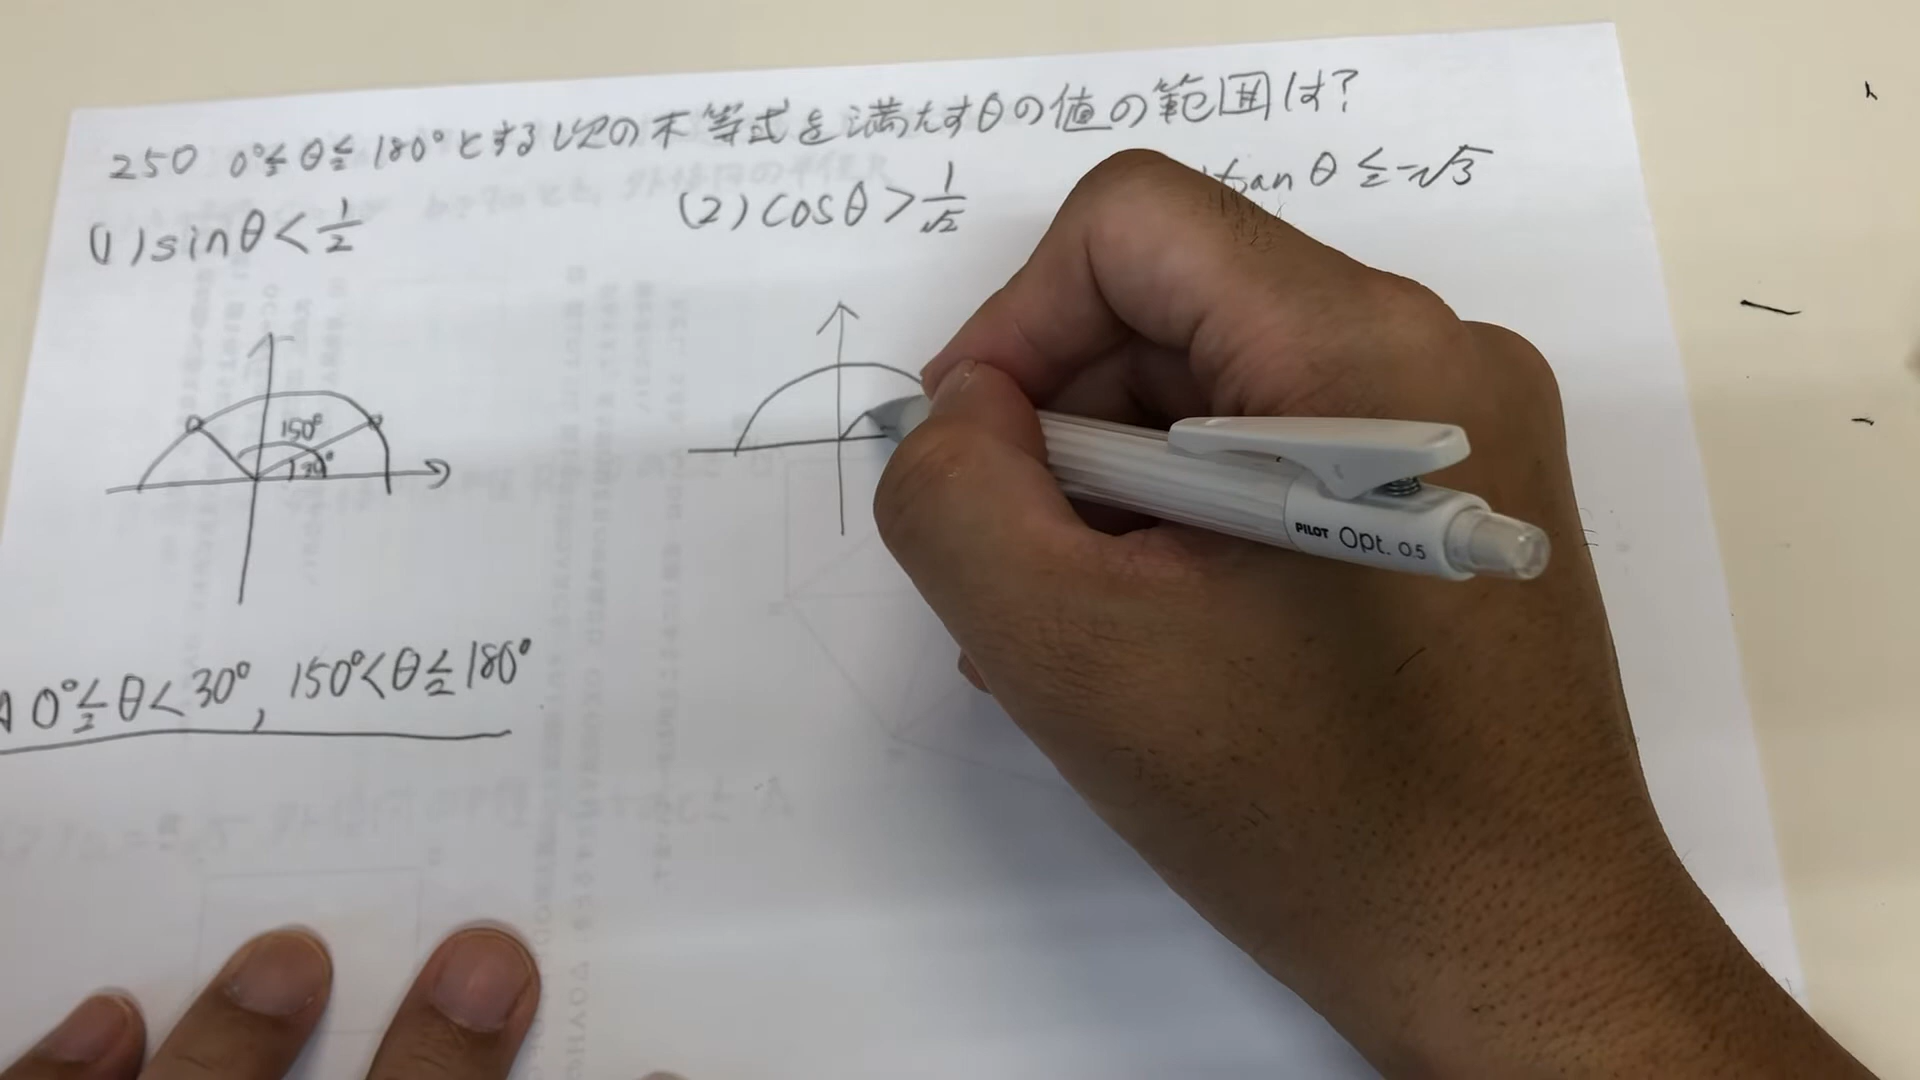 250 0°≦θ≦180°とする 次の不等式を満たすθの値の範囲は?
(1) sinθ<1/2
(2) cosθ>1/√2
tanθ≦-√3
150°
30°
0°≦θ<30°, 150°<θ≦180°
PILOT Opt. 0.5